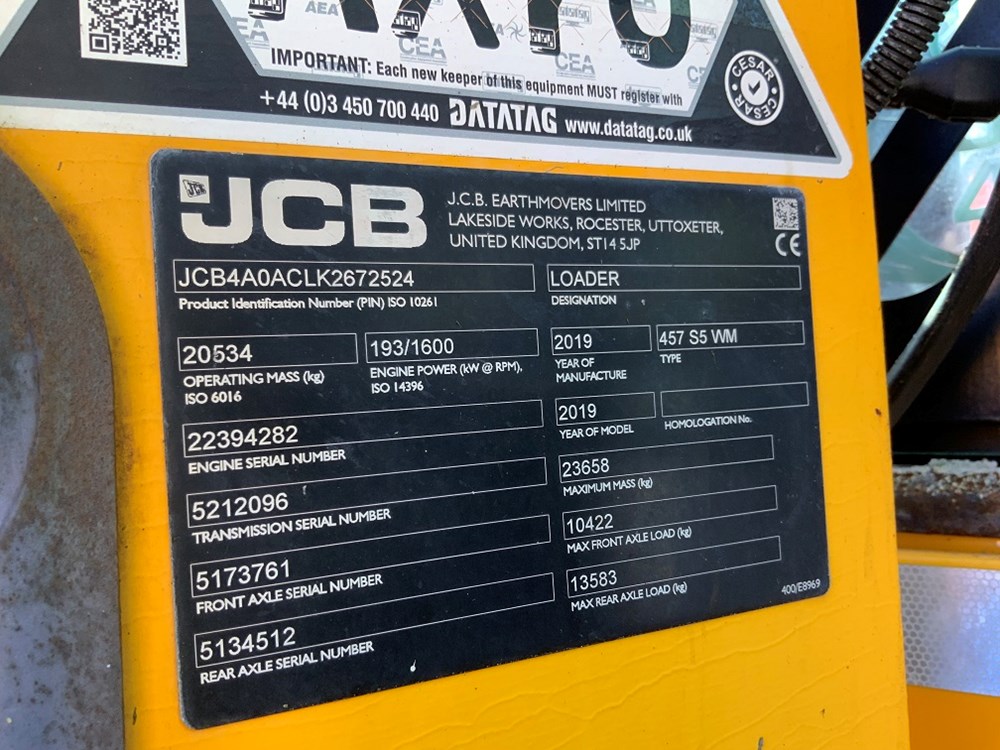 AEA
CEA
CEA
CEA
IMPORTANT: Each new keeper of this equipment MUST register with
+44 (0)3 450 700 440 DATATAG www.datatag.co.uk
CESAR
CESAR
JCB
J.C.B. EARTHMOVERS LIMITED
LAKESIDE WORKS, ROCESTER, UTTOXETER,
UNITED KINGDOM, ST14 5JP
CE
JCB4A0ACLK2672524
Product Identification Number (PIN) ISO 10261
LOADER
DESIGNATION
20534
OPERATING MASS (kg)
ISO 6016
193/1600
ENGINE POWER (kW @ RPM),
ISO 14396
2019
YEAR OF
MANUFACTURE
457 S5 WM
TYPE
2019
YEAR OF MODEL
HOMOLOGATION No.
22394282
ENGINE SERIAL NUMBER
23658
MAXIMUM MASS (kg)
5212096
TRANSMISSION SERIAL NUMBER
10422
MAX FRONT AXLE LOAD (kg)
5173761
FRONT AXLE SERIAL NUMBER
13583
MAX REAR AXLE LOAD (kg)
5134512
REAR AXLE SERIAL NUMBER
400/E8969